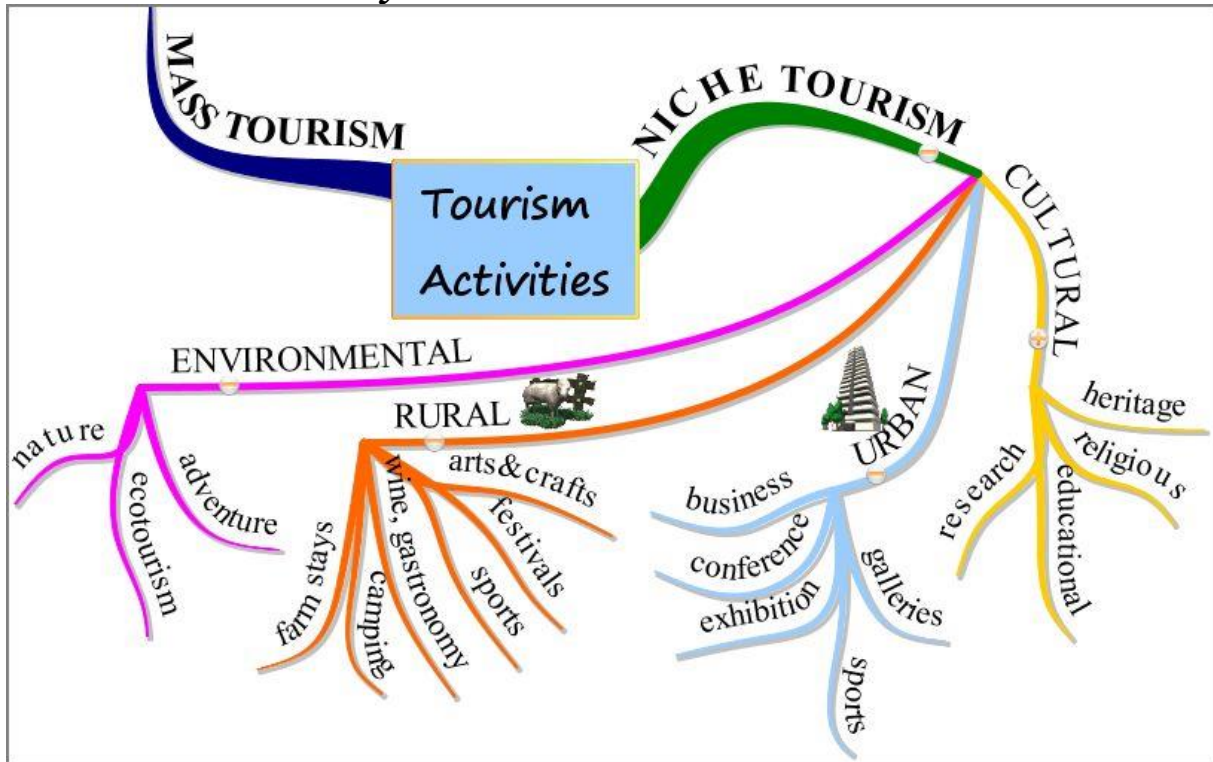 MASS TOURISM
NICHE TOURISM
Tourism
Activities
CULTURAL
heritage
religious
educational
research
URBAN
business
conference
exhibition
sports
galleries
RURAL
arts&crafts
festivals
sports
wine, gastronomy
camping
farm stays
ENVIRONMENTAL
nature
ecotourism
adventure